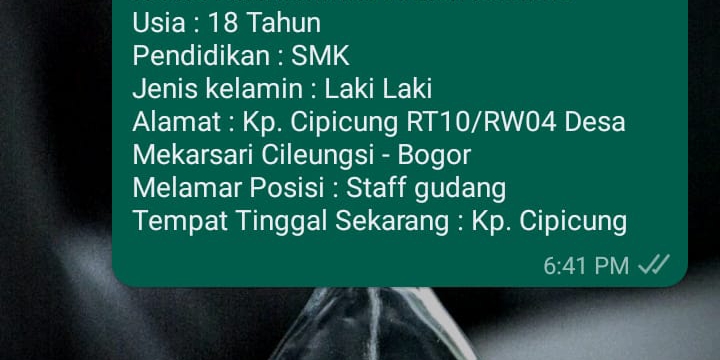 Usia : 18 Tahun
Pendidikan : SMK
Jenis kelamin : Laki Laki
Alamat : Kp. Cipicung RT10/RW04 Desa
Mekarsari Cileungsi - Bogor
Melamar Posisi : Staff gudang
Tempat Tinggal Sekarang : Kp. Cipicung
6:41 PM